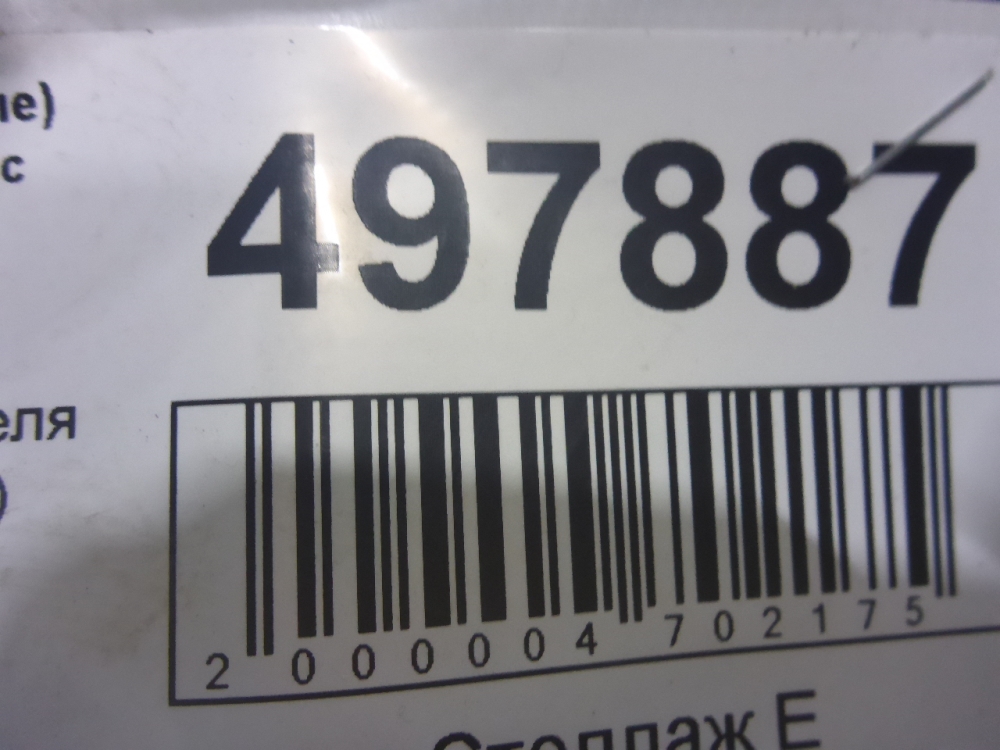 ие)
с
497887
еля
)
2 000004 702175
Стеллаж Е